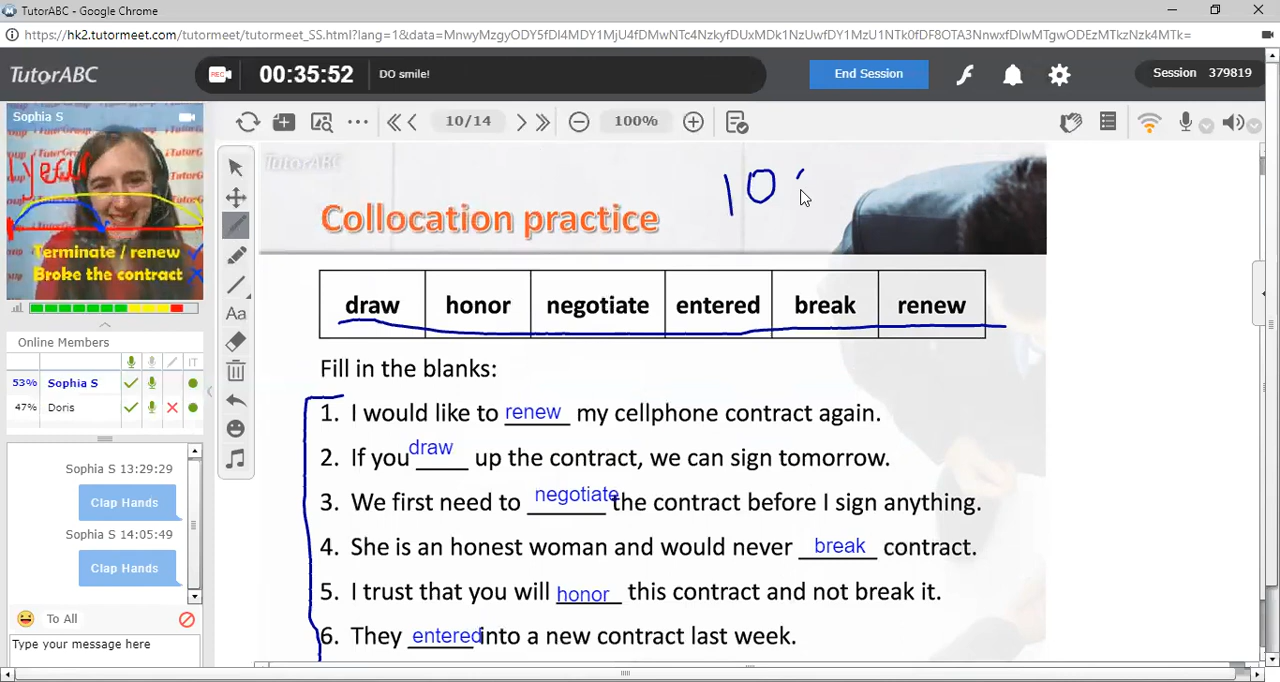 TutorABC - Google Chrome
https://hk2.tutormeet.com/tutormeet/tutormeet_SS.html?lang=1&data=MnwyMzgyODY5fDI4MDY1MjU4fDMwNTc4NzkyfDUxMDk1NzUwfDY1MzU1NTk0fDF8OTA3NnwxfDIwMTgwODEzMTkzNzk4MTk=
TutorABC REC 00:35:52 DO smile! End Session Session 379819
Sophia S
1 year
Terminate / renew
Broke the contract
10/14 100%
TutorABC
10
Collocation practice
draw honor negotiate entered break renew
Fill in the blanks:
1. I would like to renew my cellphone contract again.
2. If you draw up the contract, we can sign tomorrow.
3. We first need to negotiate the contract before I sign anything.
4. She is an honest woman and would never break contract.
5. I trust that you will honor this contract and not break it.
6. They entered into a new contract last week.
Aa
Online Members
IT
53% Sophia S
47% Doris
Sophia S 13:29:29
Clap Hands
Sophia S 14:05:49
Clap Hands
To All
Type your message here